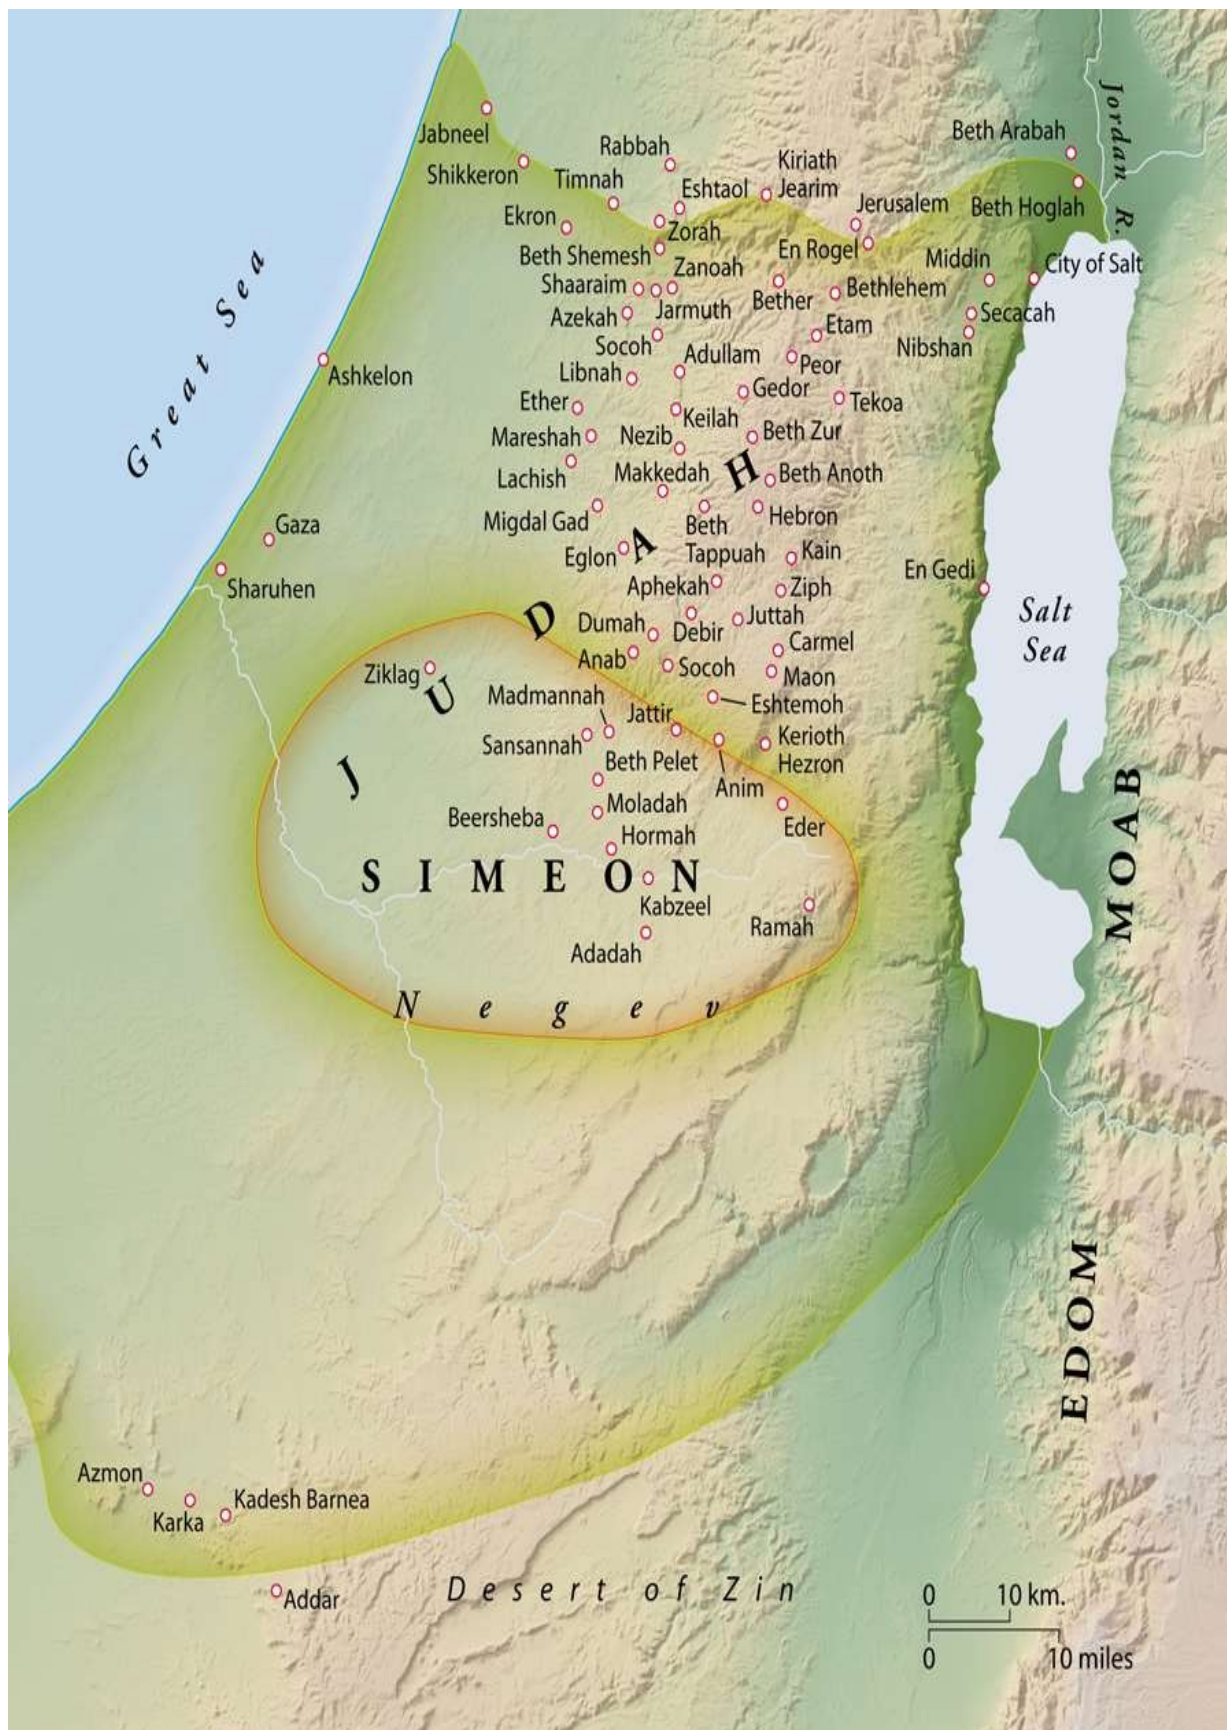 Jordan R.
Beth Arabah
Jabneel
Rabbah
Kiriath
Jearim
Shikkeron
Timnah
Eshtaol
Jerusalem
Beth Hoglah
Ekron
Zorah
En Rogel
Beth Shemesh
Zanoah
Middin
City of Salt
Shaaraim
Bether
Bethlehem
Azekah
Jarmuth
Secacah
Etam
Socoh
Adullam
Nibshan
Great Sea
Ashkelon
Libnah
Peor
Gedor
Ether
Keilah
Tekoa
Mareshah
Nezib
Beth Zur
Lachish
Makkedah
Beth Anoth
Migdal Gad
Beth
Tappuah
Hebron
Gaza
Eglon
Kain
Sharuhen
Aphekah
Ziph
En Gedi
Salt
Sea
Dumah
Debir
Juttah
Anab
Socoh
Carmel
Maon
Ziklag
JUDAH
Madmannah
Jattir
Eshtemoh
Sansannah
Beth Pelet
Kerioth
Hezron
Anim
Moladah
Beersheba
Hormah
Eder
MOAB
SIMEON
Kabzeel
Ramah
Adadah
Negev
EDOM
Azmon
Karka
Kadesh Barnea
Addar
Desert of Zin
0 10 km.
0 10 miles